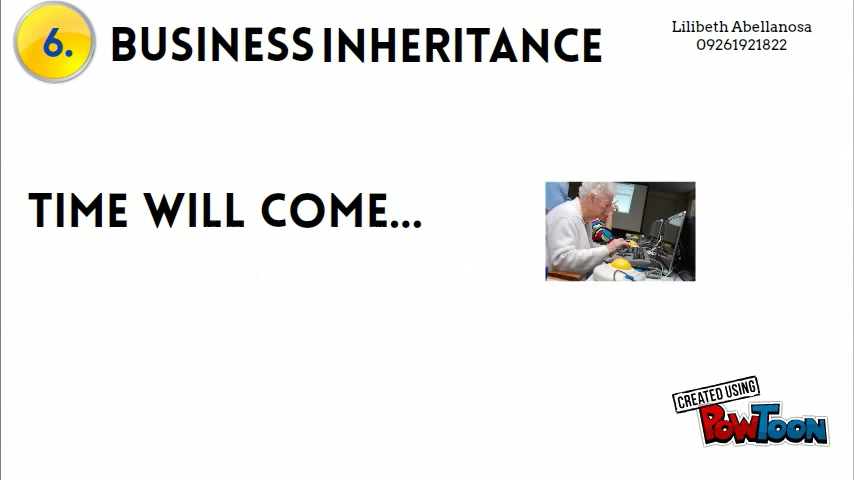 6.
BUSINESS INHERITANCE
Lilibeth Abellanosa
09261921822
TIME WILL COME...
CREATED USING
POWTOON